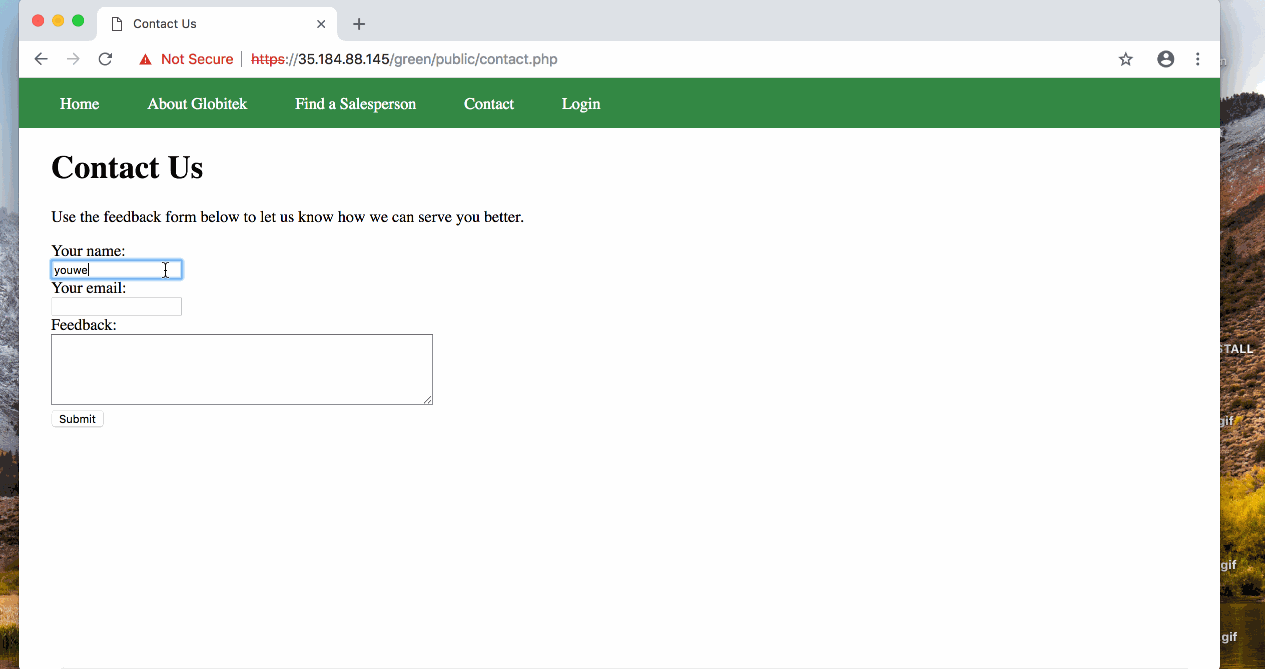 Contact Us
Not Secure https://35.184.88.145/green/public/contact.php
Home About Globitek Find a Salesperson Contact Login
Contact Us
Use the feedback form below to let us know how we can serve you better.
Your name:
youwe
Your email:
Feedback:
Submit
STALL
gif
gif
gif